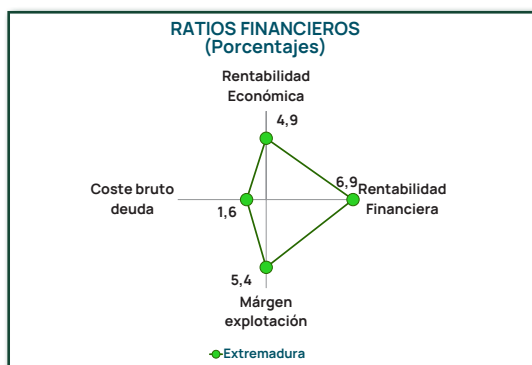 RATIOS FINANCIEROS
(Porcentajes)
Rentabilidad
Económica
4,9
6,9
Rentabilidad
Financiera
Coste bruto
deuda
1,6
5,4
Márgen
explotación
Extremadura